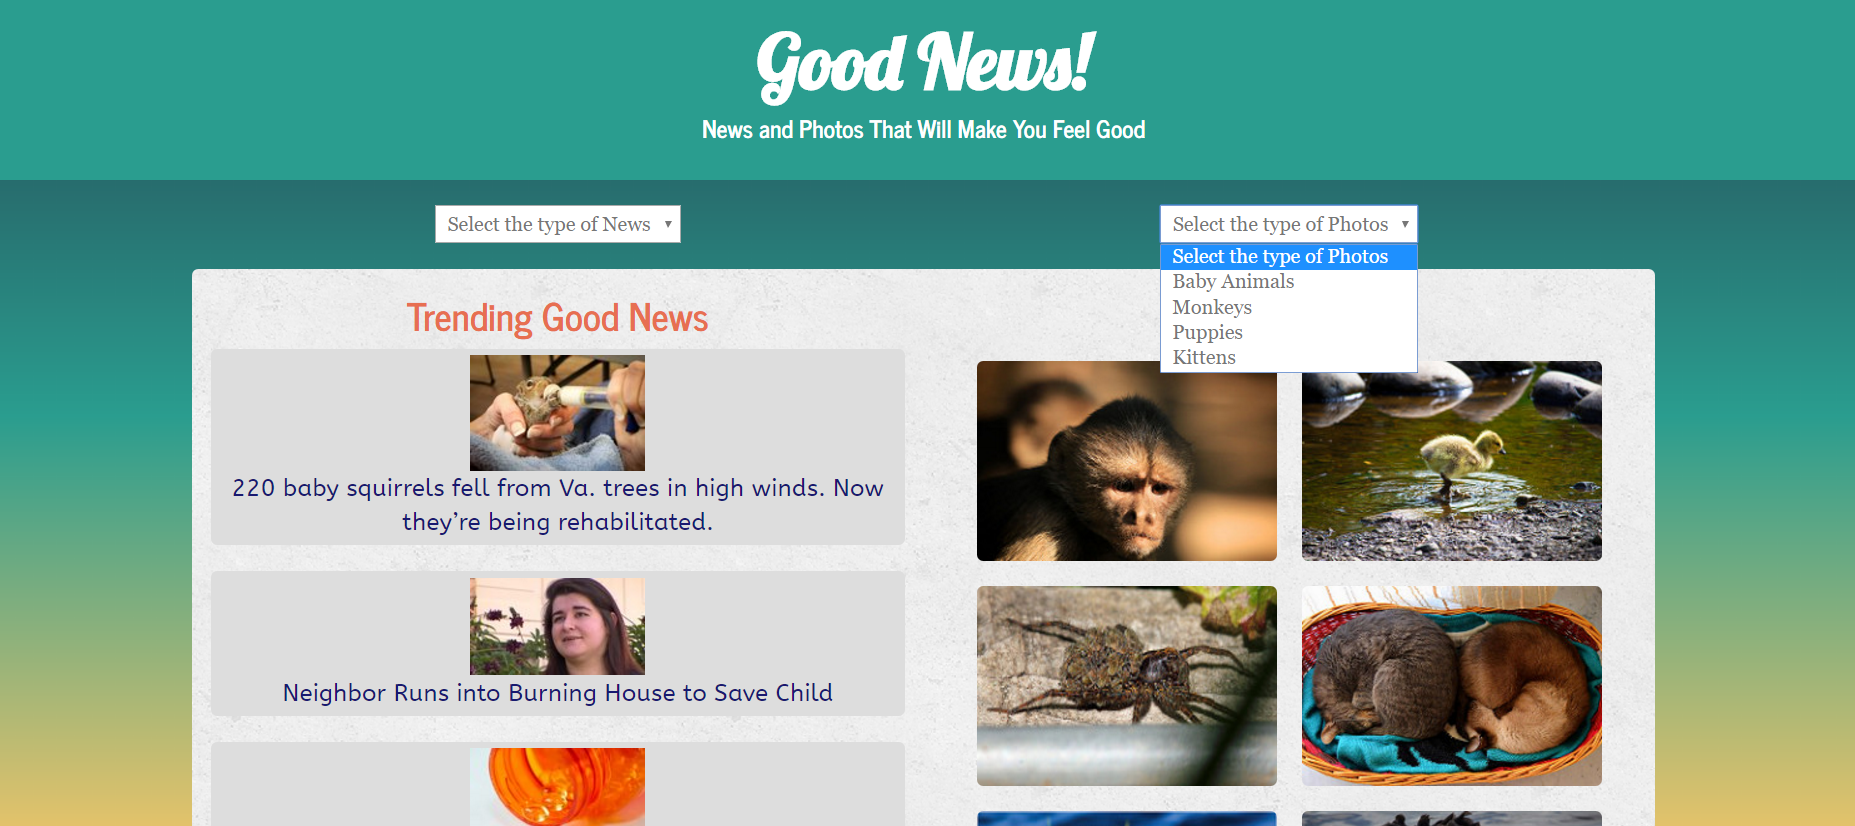 Good News!
News and Photos That Will Make You Feel Good
Select the type of News
Select the type of Photos
Select the type of Photos
Baby Animals
Monkeys
Puppies
Kittens
Trending Good News
220 baby squirrels fell from Va. trees in high winds. Now
they’re being rehabilitated.
Neighbor Runs into Burning House to Save Child